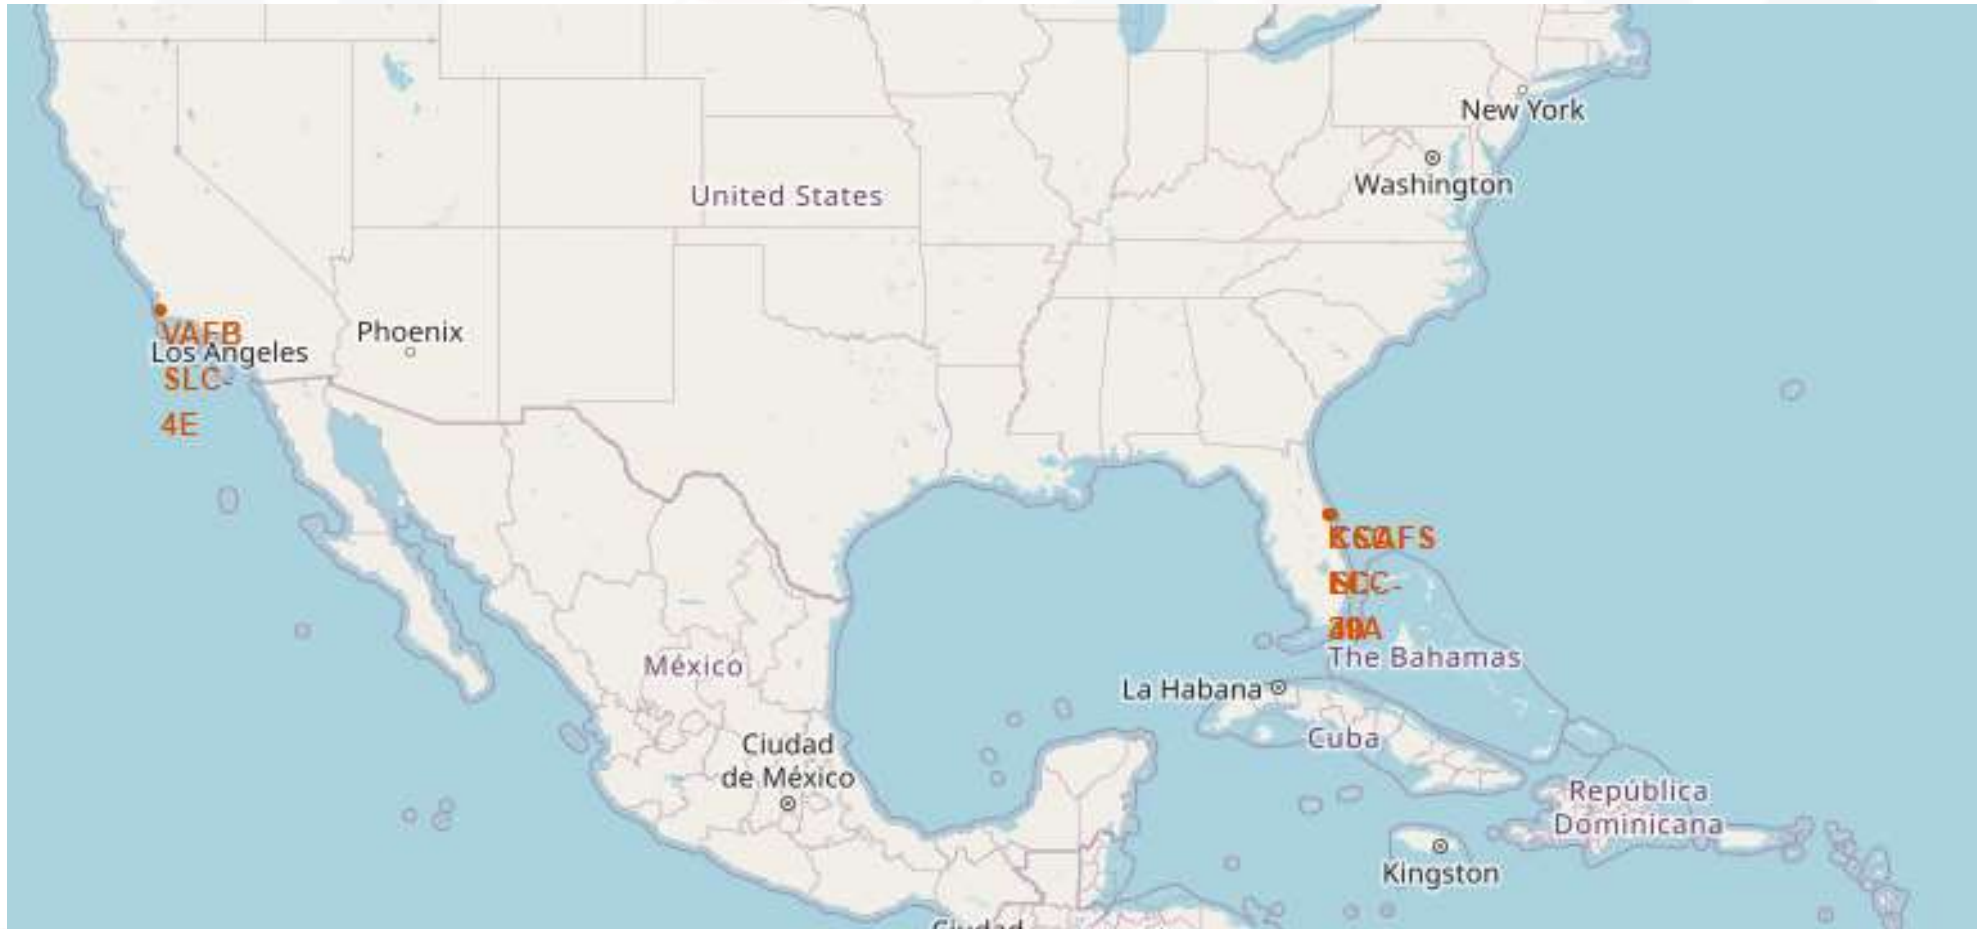 New York
Washington
United States
VAFB
Los Angeles
SLC-
4E
Phoenix
The Bahamas
México
La Habana
Cuba
Ciudad
de México
República
Dominicana
Kingston
Ciudad